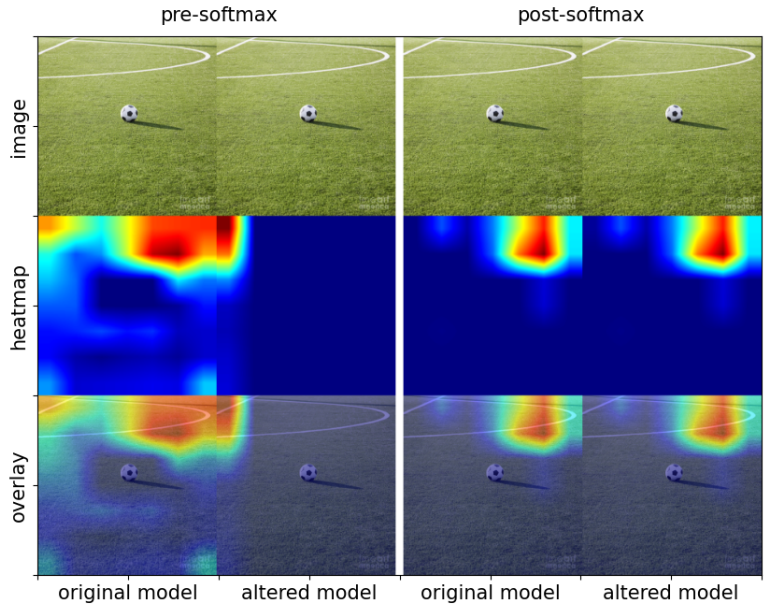 pre-softmax
post-softmax
image
heatmap
overlay
original model
altered model
original model
altered model